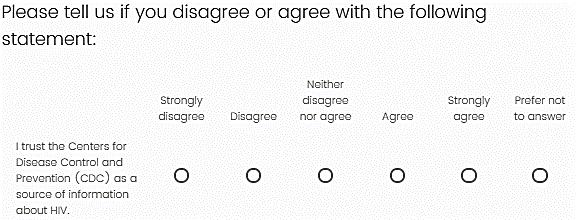 Please tell us if you disagree or agree with the following
statement:
Strongly disagree
Disagree
Neither disagree nor agree
Agree
Strongly agree
Prefer not to answer
I trust the Centers for
Disease Control and
Prevention (CDC) as a
source of information
about HIV.